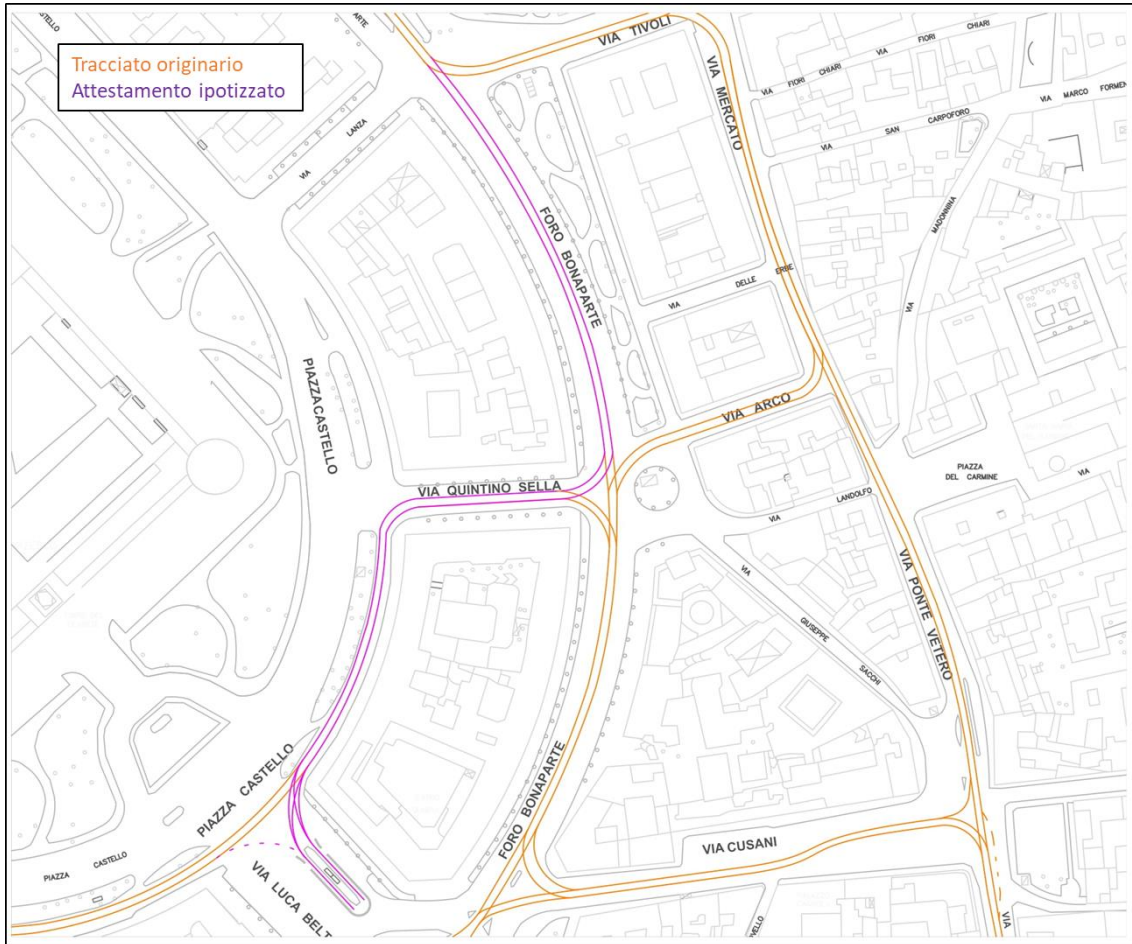 Tracciato originario
Attestamento ipotizzato
CASTELLO
VIA TIVOLI
VIA FIORI CHIARI
VIA FIORI CHIARI
VIA MARCO FORMEN
VIA SAN CARPOFORO
VIA MERCATO
VIA LANZA
FORO BONAPARTE
VIA MADONNINA
VIA DELLE ERBE
PIAZZA CASTELLO
VIA ARCO
PIAZZA
DEL CARMINE
VIA
VIA QUINTINO SELLA
VIA LANDOLFO
VIA GIUSEPPE SACCHI
VIA PONTE VETERO
PIAZZA CASTELLO
FORO BONAPARTE
VIA CUSANI
PIAZZA CASTELLO
VIA LUCA BELT
VIA